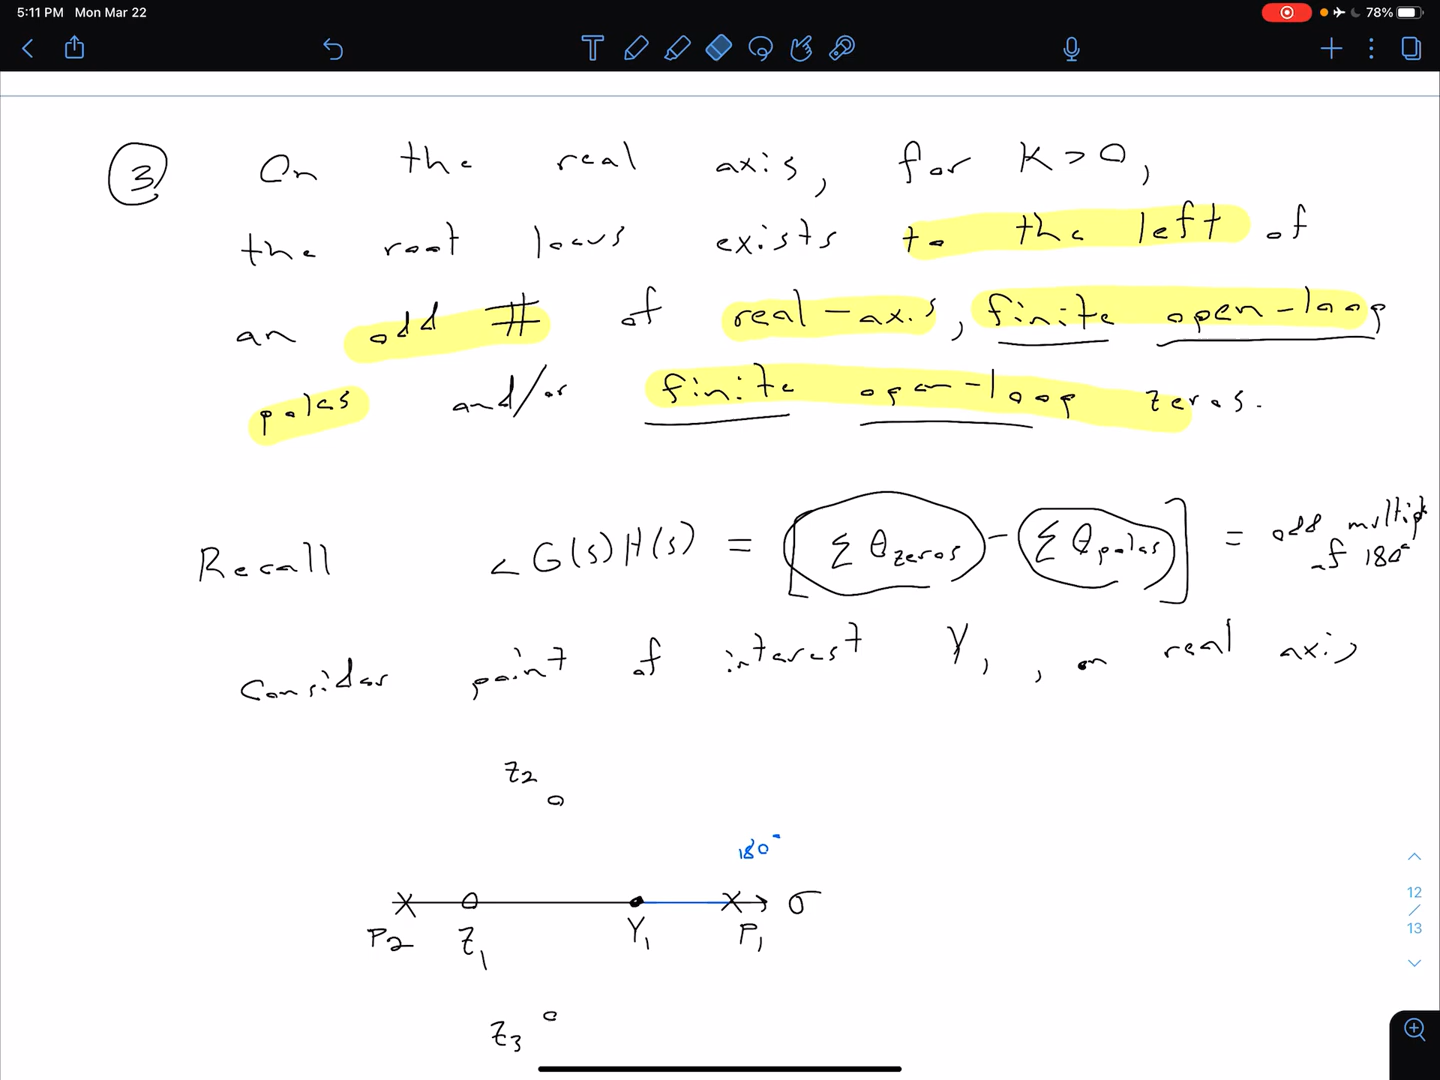 5:11 PM Mon Mar 22
78%
③ On the real axis, for K>0,
the root locus exists to the left of
an odd # of real-axis, finite open-loop
poles and/or finite open-loop zeros.
Recall ∠G(s)H(s) = [Σθzeros - Σθpoles] = odd multiple
of 180°
Consider point of interest Y₁, on real axis
Z₂
180°
σ
P₂ Z₁ Y₁ P₁
Z₃
12
/
13